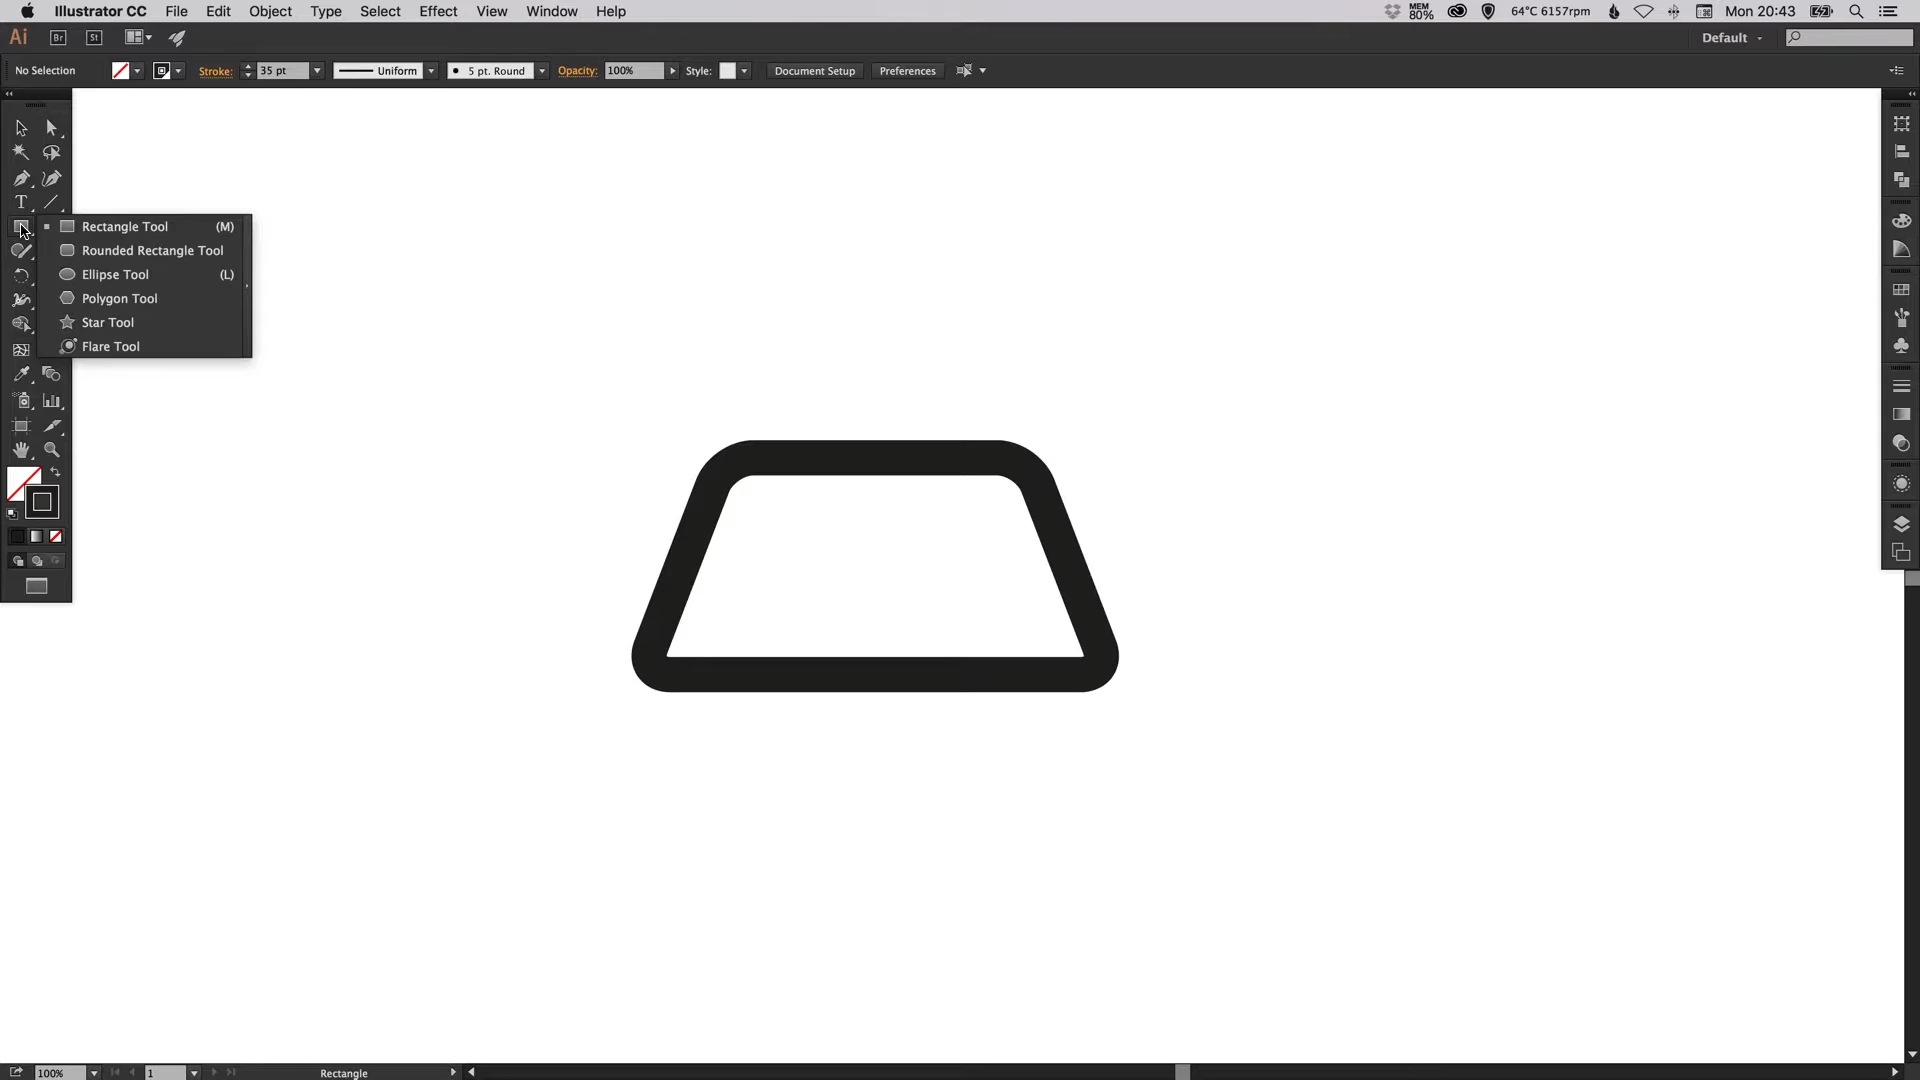 Illustrator CC File Edit Object Type Select Effect View Window Help MEM 80% 64°C 6157rpm Mon 20:43
Ai Br St Default
No Selection Stroke: 35 pt Uniform 5 pt. Round Opacity: 100% Style: Document Setup Preferences
T
Rectangle Tool (M)
Rounded Rectangle Tool
Ellipse Tool (L)
Polygon Tool
Star Tool
Flare Tool
100% 1 Rectangle